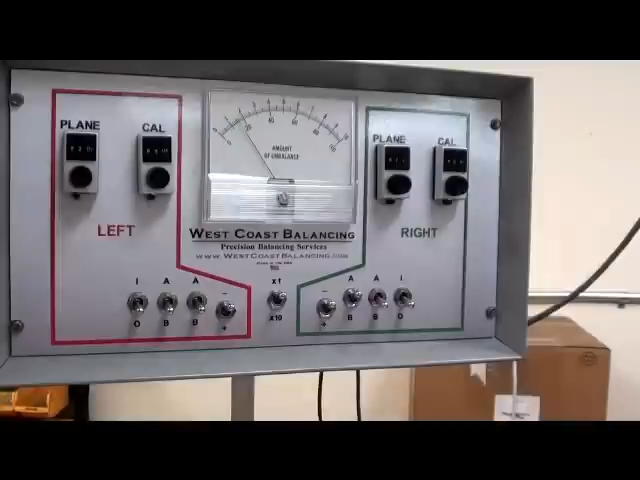 PLANE
CAL
LEFT
AMOUNT
OF UNBALANCE
PLANE
CAL
RIGHT
WEST COAST BALANCING
Precision Balancing Services
WWW.WESTCOASTBALANCING.COM
I
A
A
-
O
B
B
+
x1
x10
-
A
A
I
+
B
B
O